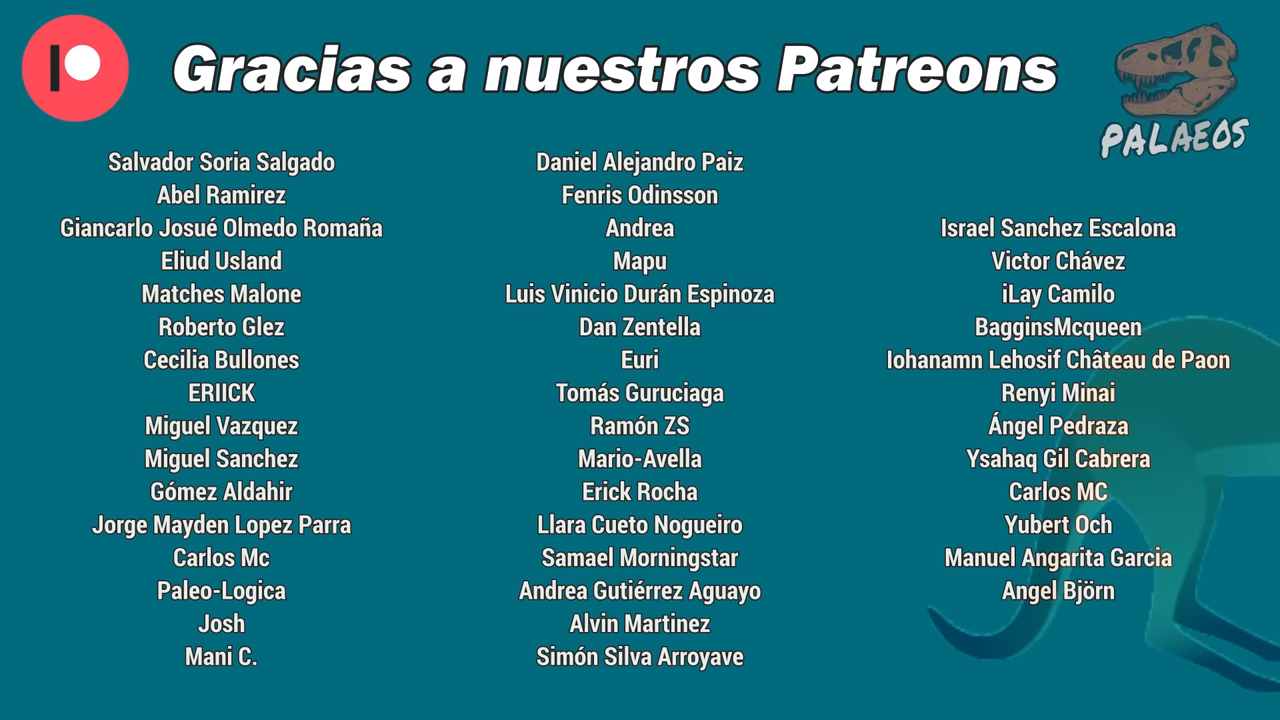 Gracias a nuestros Patreons
PALAEOS
Salvador Soria Salgado
Abel Ramirez
Giancarlo Josué Olmedo Romaña
Eliud Usland
Matches Malone
Roberto Glez
Cecilia Bullones
ERIICK
Miguel Vazquez
Miguel Sanchez
Gómez Aldahir
Jorge Mayden Lopez Parra
Carlos Mc
Paleo-Logica
Josh
Mani C.
Daniel Alejandro Paiz
Fenris Odinsson
Andrea
Mapu
Luis Vinicio Durán Espinoza
Dan Zentella
Euri
Tomás Guruciaga
Ramón ZS
Mario-Avella
Erick Rocha
Llara Cueto Nogueiro
Samael Morningstar
Andrea Gutiérrez Aguayo
Alvin Martinez
Simón Silva Arroyave
Israel Sanchez Escalona
Victor Chávez
iLay Camilo
BagginsMcqueen
Iohanamn Lehosif Château de Paon
Renyi Minai
Ángel Pedraza
Ysahaq Gil Cabrera
Carlos MC
Yubert Och
Manuel Angarita Garcia
Angel Björn